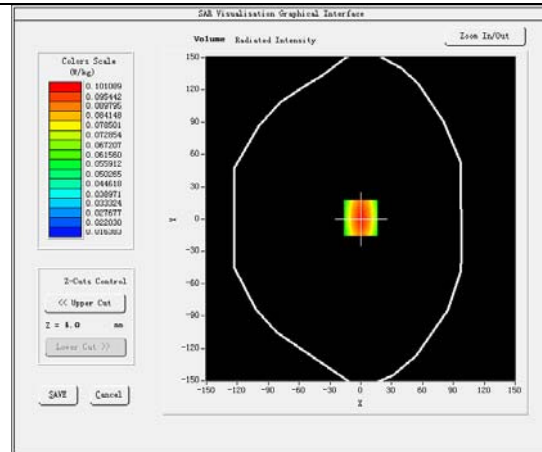 SAR Visualisation Graphical Interface
Volume Radiated Intensity
Zoom In/Out
Colors Scale
(W/kg)
0.101089
0.095442
0.089795
0.084148
0.078501
0.072854
0.067207
0.061560
0.055912
0.050265
0.044618
0.038971
0.033324
0.027677
0.022030
0.016383
150
120
90
60
30
0
-30
-60
-90
-120
-150
Y
-150 -120 -90 -60 -30 0 30 60 90 120 150
X
Z-Cuts Control
<< Upper Cut
Z = 4.0 mm
Lower Cut >>
SAVE Cancel